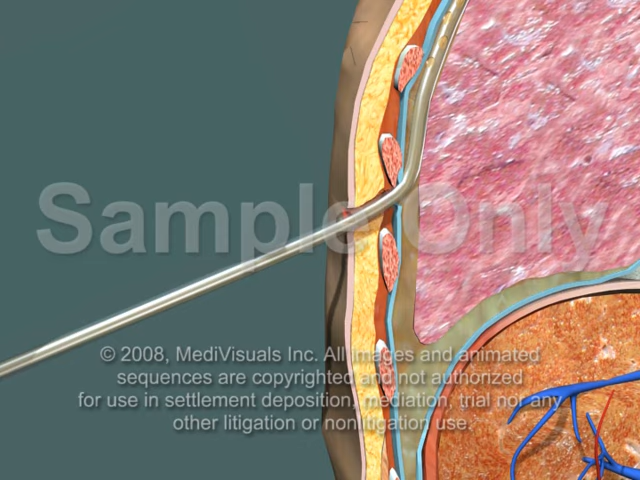 Sample Only
© 2008, MediVisuals Inc. All images and animated
sequences are copyrighted and not authorized
for use in settlement deposition, mediation, trial nor any
other litigation or nonlitigation use.